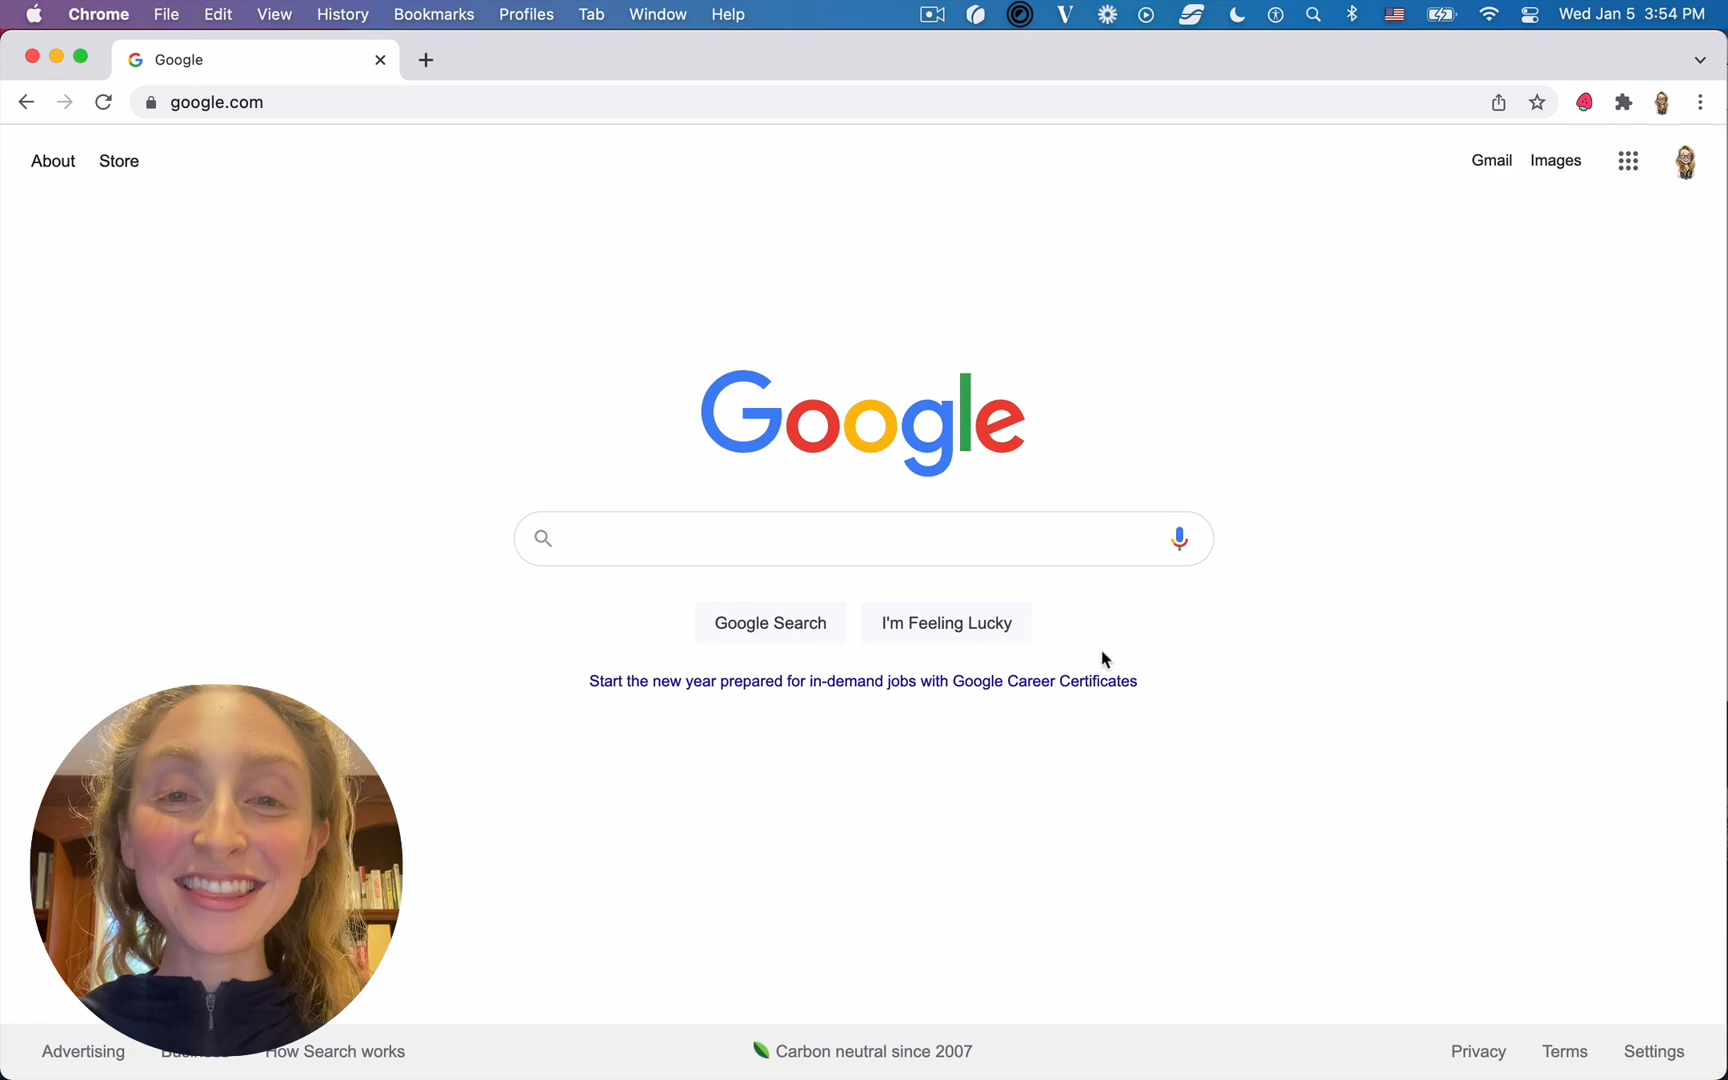 Chrome File Edit View History Bookmarks Profiles Tab Window Help V Wed Jan 5 3:54 PM
Google
google.com
About Store Gmail Images
Google
Google Search I'm Feeling Lucky
Start the new year prepared for in-demand jobs with Google Career Certificates
Advertising How Search works Carbon neutral since 2007 Privacy Terms Settings